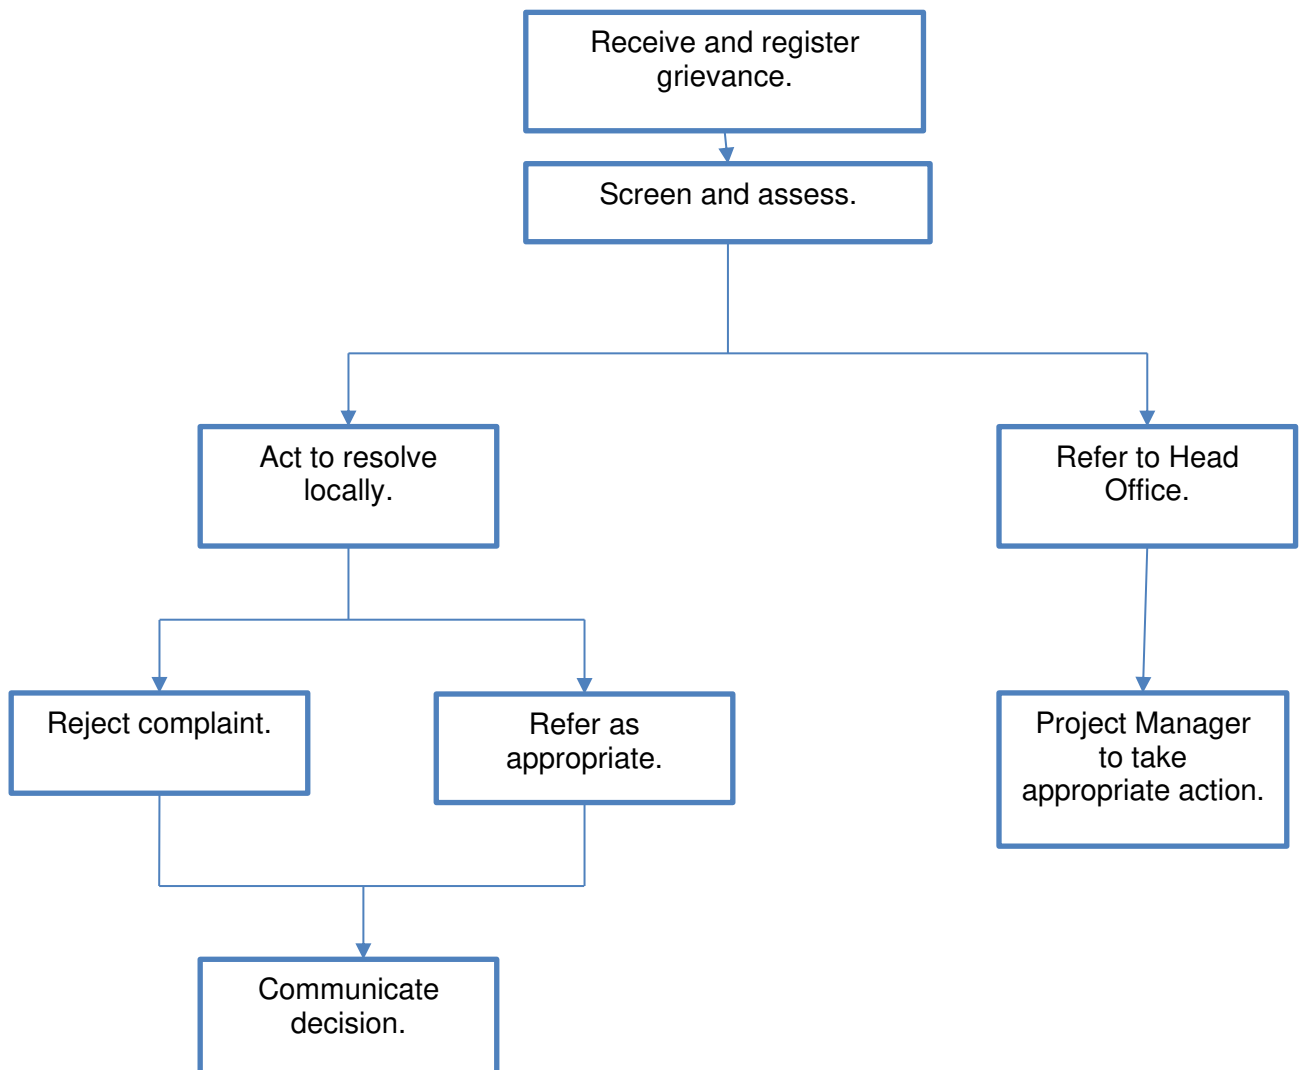 Receive and register
grievance.
Screen and assess.
Act to resolve
locally.
Refer to Head
Office.
Reject complaint.
Refer as
appropriate.
Project Manager
to take
appropriate action.
Communicate
decision.